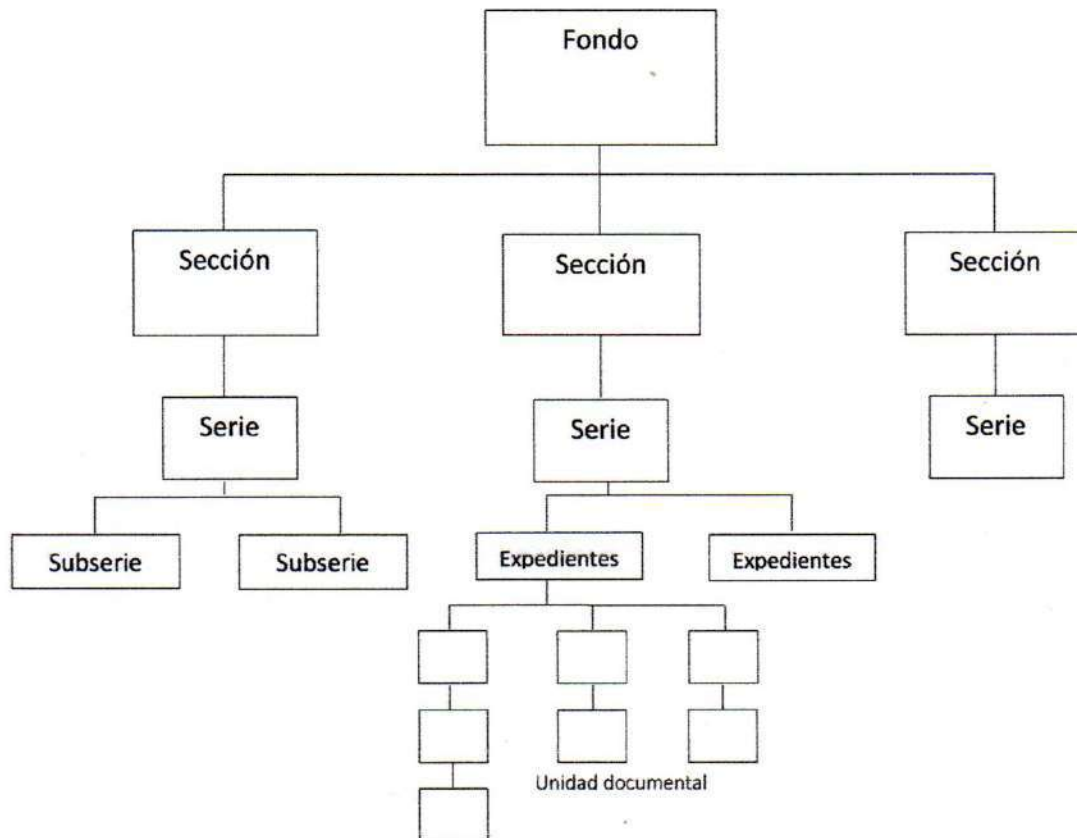 Fondo
Sección
Sección
Sección
Serie
Serie
Serie
Subserie
Subserie
Expedientes
Expedientes
Unidad documental